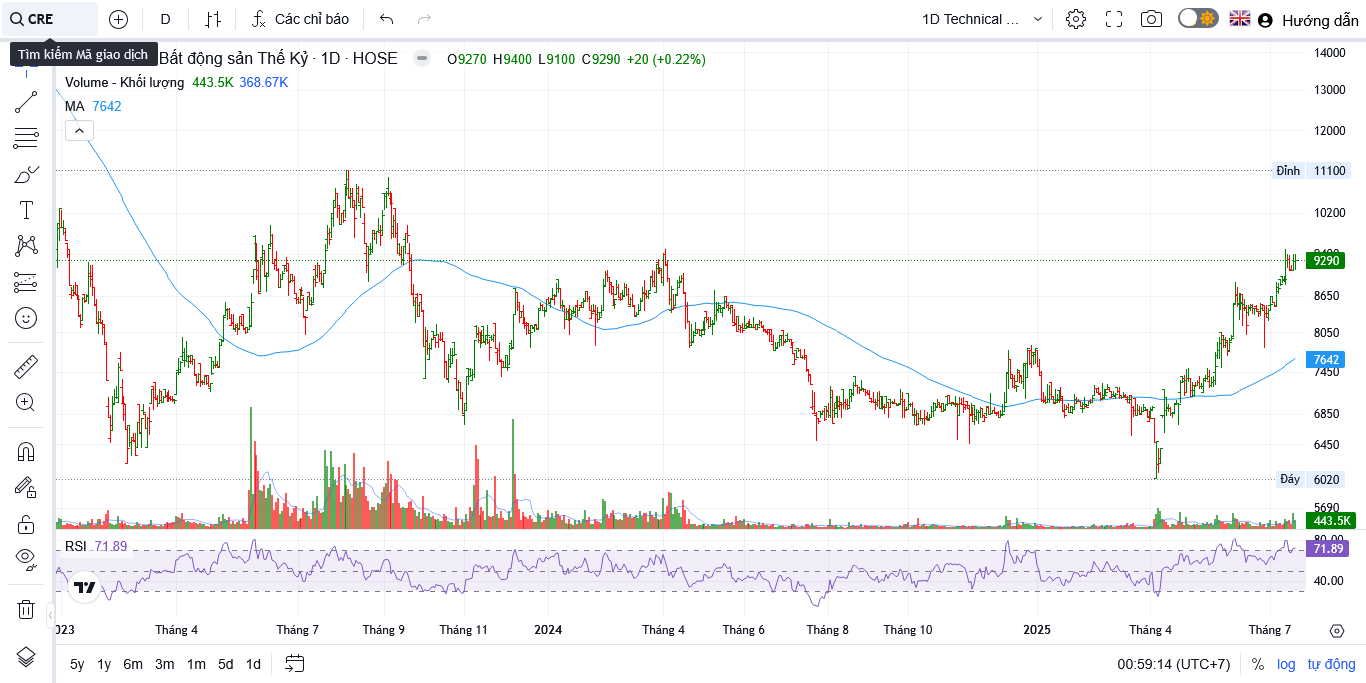 CRE
D
Các chỉ báo
1D Technical ...
Hướng dẫn
Tìm kiếm Mã giao dịch
Bất động sản Thế Kỷ · 1D · HOSE
O9270 H9400 L9100 C9290 +20 (+0.22%)
Volume - Khối lượng 443.5K 368.67K
MA 7642
14000
13000
12000
Đỉnh 11100
10200
9290
8650
8050
7642
7450
6850
6450
Đáy 6020
5690
443.5K
RSI 71.89
80.00
71.89
40.00
023 Tháng 4 Tháng 7 Tháng 9 Tháng 11 2024 Tháng 4 Tháng 6 Tháng 8 Tháng 10 2025 Tháng 4 Tháng 7
5y 1y 6m 3m 1m 5d 1d
00:59:14 (UTC+7) % log tự động